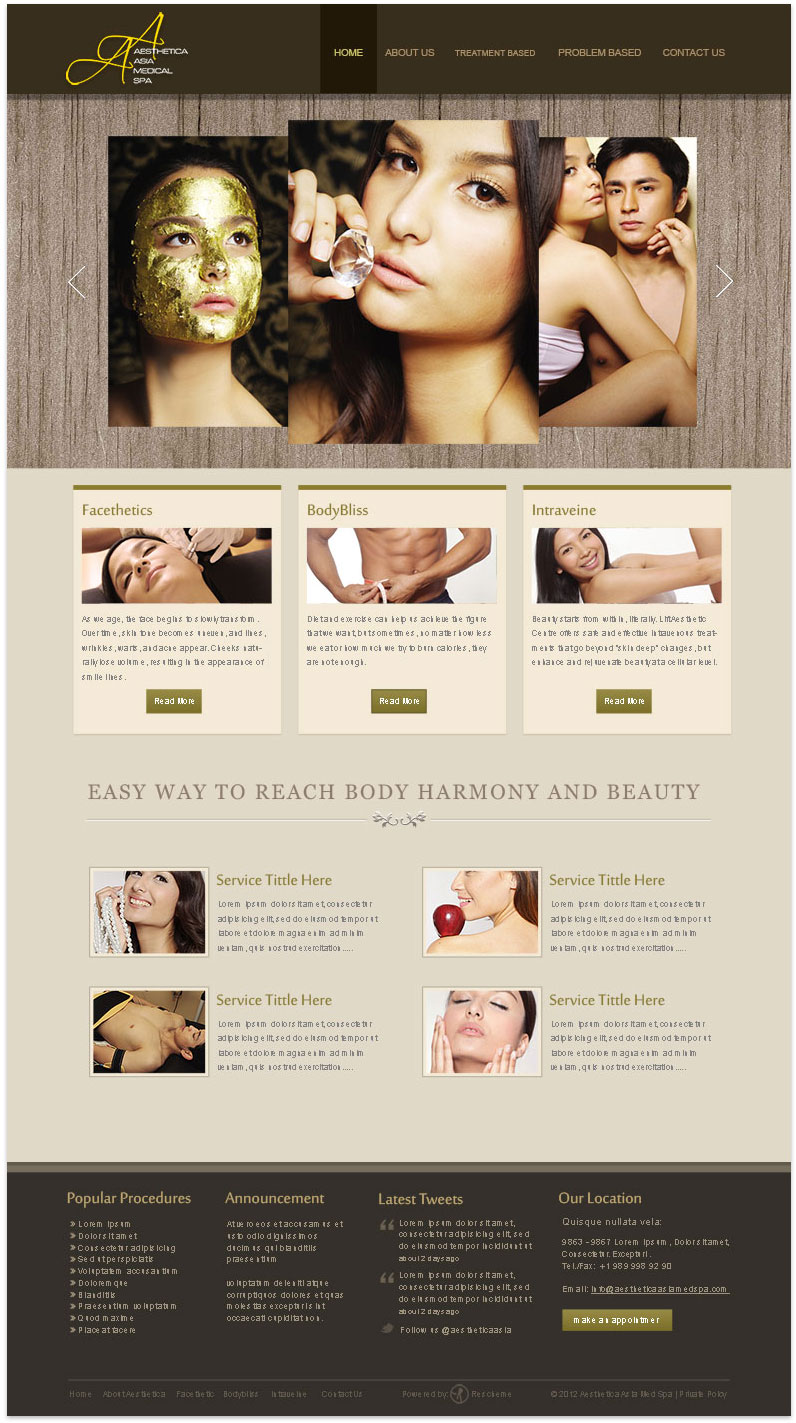 AESTHETICA
ASIA
MEDICAL
SPA
HOME ABOUT US TREATMENT BASED PROBLEM BASED CONTACT US
Facethetics
As we age, the face begins to slowly transform.
Over time, skin tone becomes uneven, and lines,
wrinkles, warts, and acne appear. Cheeks natu-
rally lose volume, resulting in the appearance of
smile lines.
Read More
BodyBliss
Diet and exercise can help us achieve the figure
that we want, but sometimes, no matter how less
we eat or how much we try to burn calories, they
are not enough.
Read More
Intraveine
Beauty starts from within, literally. LiftAesthetic
Centre offers safe and effective intravenous treat-
ments that go beyond "skin deep" changes, but
enhance and rejuvenate beauty at a cellular level.
Read More
EASY WAY TO REACH BODY HARMONY AND BEAUTY
Service Tittle Here
Lorem ipsum dolor sit amet, consectetur
adipisicing elit, sed do eiusmod tempor ut
labore et dolore magna enim ad minim
veniam, quis nostrud exercitation.....
Service Tittle Here
Lorem ipsum dolor sit amet, consectetur
adipisicing elit, sed do eiusmod tempor ut
labore et dolore magna enim ad minim
veniam, quis nostrud exercitation.....
Service Tittle Here
Lorem ipsum dolor sit amet, consectetur
adipisicing elit, sed do eiusmod tempor ut
labore et dolore magna enim ad minim
veniam, quis nostrud exercitation.....
Service Tittle Here
Lorem ipsum dolor sit amet, consectetur
adipisicing elit, sed do eiusmod tempor ut
labore et dolore magna enim ad minim
veniam, quis nostrud exercitation.....
Popular Procedures
» Lorem ipsum
» Dolor sit amet
» Consectetur adipisicing
» Sed ut perspiciatis
» Voluptatem accusantium
» Doloremque
» Blanditiis
» Praesentium voluptatum
» Quod maxime
» Placeat facere
Announcement
At vero eos et accusamus et
iusto odio dignissimos
ducimus qui blanditiis
praesentium
voluptatum deleniti atque
corrupti quos dolores et quas
molestias excepturi sint
occaecati cupiditat non.
Latest Tweets
Lorem ipsum dolor sit amet,
consectetur adipisicing elit, sed
do eiusmod tempor incididunt ut
about 2 days ago
Lorem ipsum dolor sit amet,
consectetur adipisicing elit, sed
do eiusmod tempor incididunt ut
about 2 days ago
Follow us @aestheticaasia
Our Location
Quisque nullata vela:
9863 - 9867 Lorem Ipsum, Dolor sit amet,
Consectetur. Excepturi.
Tel./Fax: +1 989 998 92 90
Email: info@aestheticaasiamedspa.com
make an appointmer
Home About Aesthetica Facethetic Bodybliss Intraveine Contact Us Powered by: Rescheme © 2012 Aesthetica Asia Med Spa | Private Policy